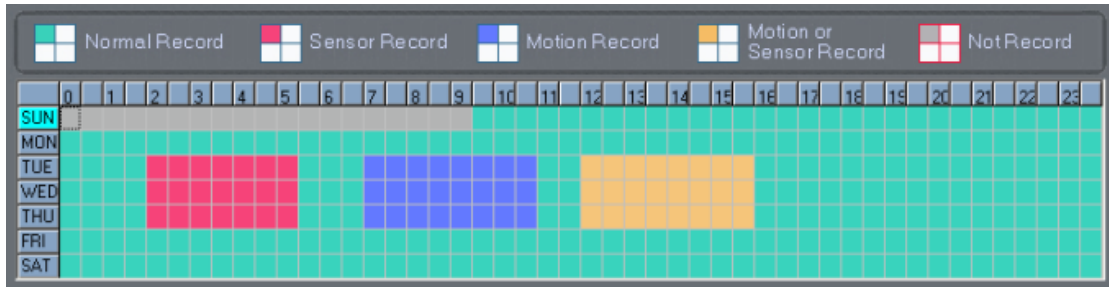 Normal Record Sensor Record Motion Record Motion or Sensor Record Not Record
0 1 2 3 4 5 6 7 8 9 10 11 12 13 14 15 16 17 18 19 20 21 22 23
SUN
MON
TUE
WED
THU
FRI
SAT